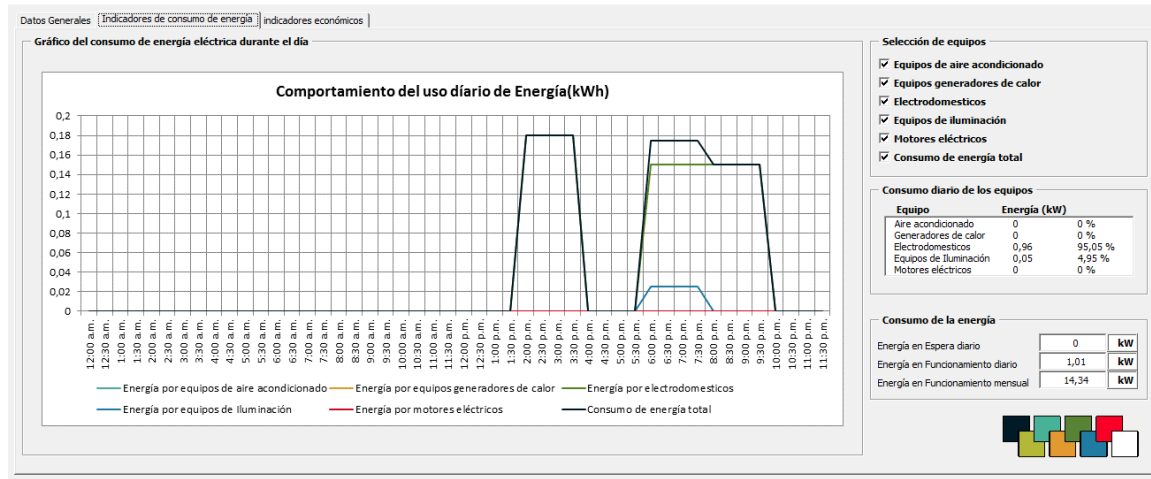 Datos Generales
Indicadores de consumo de energía
indicadores económicos
Gráfico del consumo de energía eléctrica durante el día
Comportamiento del uso díario de Energía(kWh)
0,2
0,18
0,16
0,14
0,12
0,1
0,08
0,06
0,04
0,02
0
12:00 a.m.
12:30 a.m.
1:00 a.m.
2:00 a.m.
2:30 a.m.
3:30 a.m.
4:00 a.m.
5:00 a.m.
5:30 a.m.
6:30 a.m.
7:00 a.m.
8:00 a.m.
8:30 a.m.
9:00 a.m.
9:30 a.m.
10:00 a.m.
10:30 a.m.
11:00 a.m.
11:30 a.m.
12:00 p.m.
12:30 p.m.
1:00 p.m.
1:30 p.m.
2:00 p.m.
2:30 p.m.
3:00 p.m.
3:30 p.m.
4:00 p.m.
4:30 p.m.
5:00 p.m.
5:30 p.m.
6:00 p.m.
6:30 p.m.
7:00 p.m.
7:30 p.m.
8:00 p.m.
8:30 p.m.
9:00 p.m.
9:30 p.m.
10:00 p.m.
10:30 p.m.
11:00 p.m.
11:30 p.m.
Energía por equipos de aire acondicionado
Energía por equipos generadores de calor
Energía por electrodomesticos
Energía por equipos de Iluminación
Energía por motores eléctricos
Consumo de energía total
Selección de equipos
Equipos de aire acondicionado
Equipos generadores de calor
Electrodomesticos
Equipos de iluminación
Motores eléctricos
Consumo de energía total
Consumo diario de los equipos
Equipo Energía (kW)
Aire acondicionado 0 0 %
Generadores de calor 0 0 %
Electrodomesticos 0,96 95,05 %
Equipos de Iluminación 0,05 4,95 %
Motores eléctricos 0 0 %
Consumo de la energía
Energía en Espera diario 0 kW
Energía en Funcionamiento diario 1,01 kW
Energía en Funcionamiento mensual 14,34 kW